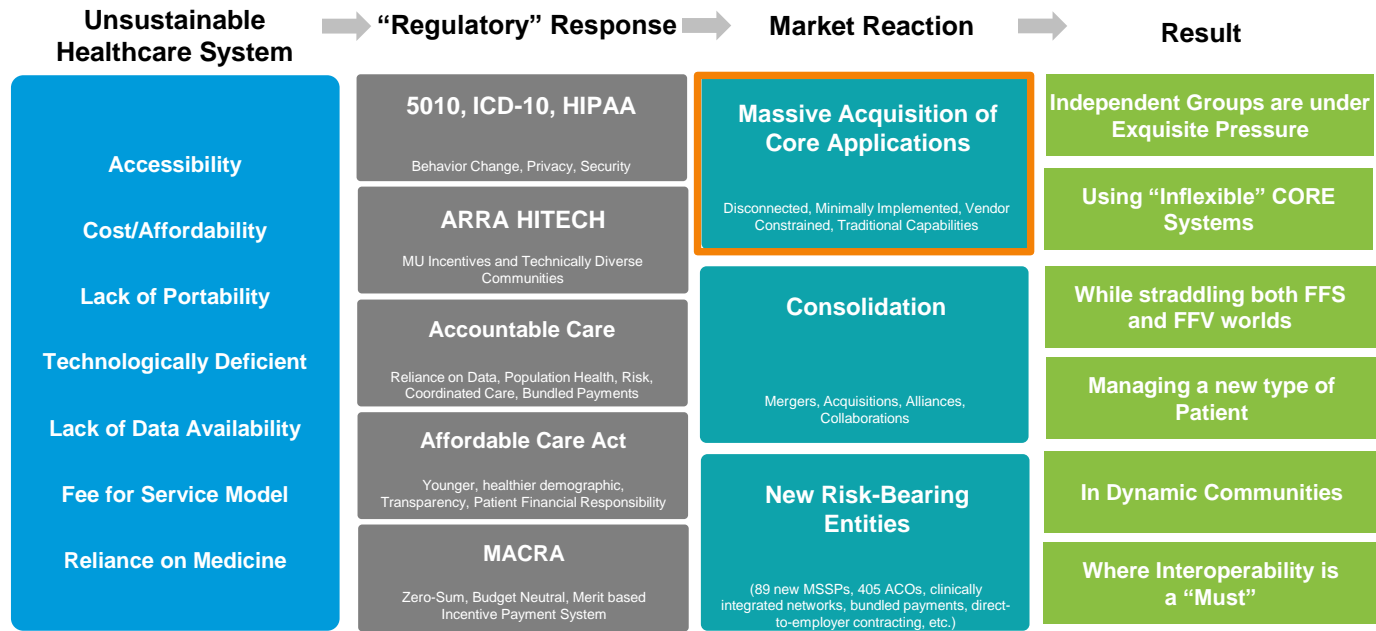 Unsustainable
Healthcare System
“Regulatory” Response
Market Reaction
Result
Accessibility
Cost/Affordability
Lack of Portability
Technologically Deficient
Lack of Data Availability
Fee for Service Model
Reliance on Medicine
5010, ICD-10, HIPAA
Behavior Change, Privacy, Security
ARRA HITECH
MU Incentives and Technically Diverse
Communities
Accountable Care
Reliance on Data, Population Health, Risk,
Coordinated Care, Bundled Payments
Affordable Care Act
Younger, healthier demographic,
Transparency, Patient Financial Responsibility
MACRA
Zero-Sum, Budget Neutral, Merit based
Incentive Payment System
Massive Acquisition of
Core Applications
Disconnected, Minimally Implemented, Vendor
Constrained, Traditional Capabilities
Consolidation
Mergers, Acquisitions, Alliances,
Collaborations
New Risk-Bearing
Entities
(89 new MSSPs, 405 ACOs, clinically
integrated networks, bundled payments, direct-
to-employer contracting, etc.)
Independent Groups are under
Exquisite Pressure
Using “Inflexible” CORE
Systems
While straddling both FFS
and FFV worlds
Managing a new type of
Patient
In Dynamic Communities
Where Interoperability is
a “Must”